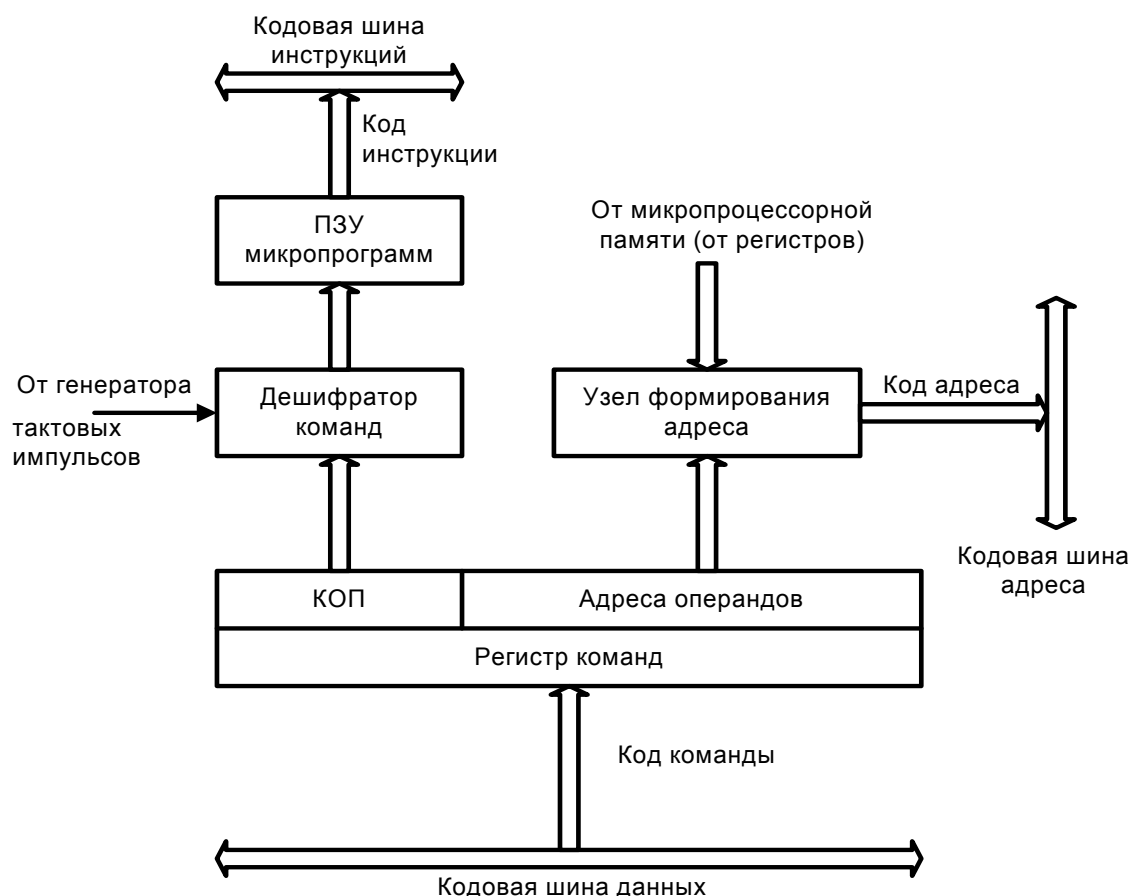 Кодовая шина
инструкций
Код
инструкции
ПЗУ
микропрограмм
От микропроцессорной
памяти (от регистров)
От генератора
тактовых
импульсов
Дешифратор
команд
Узел формирования
адреса
Код адреса
Кодовая шина
адреса
КОП
Адреса операндов
Регистр команд
Код команды
Кодовая шина данных